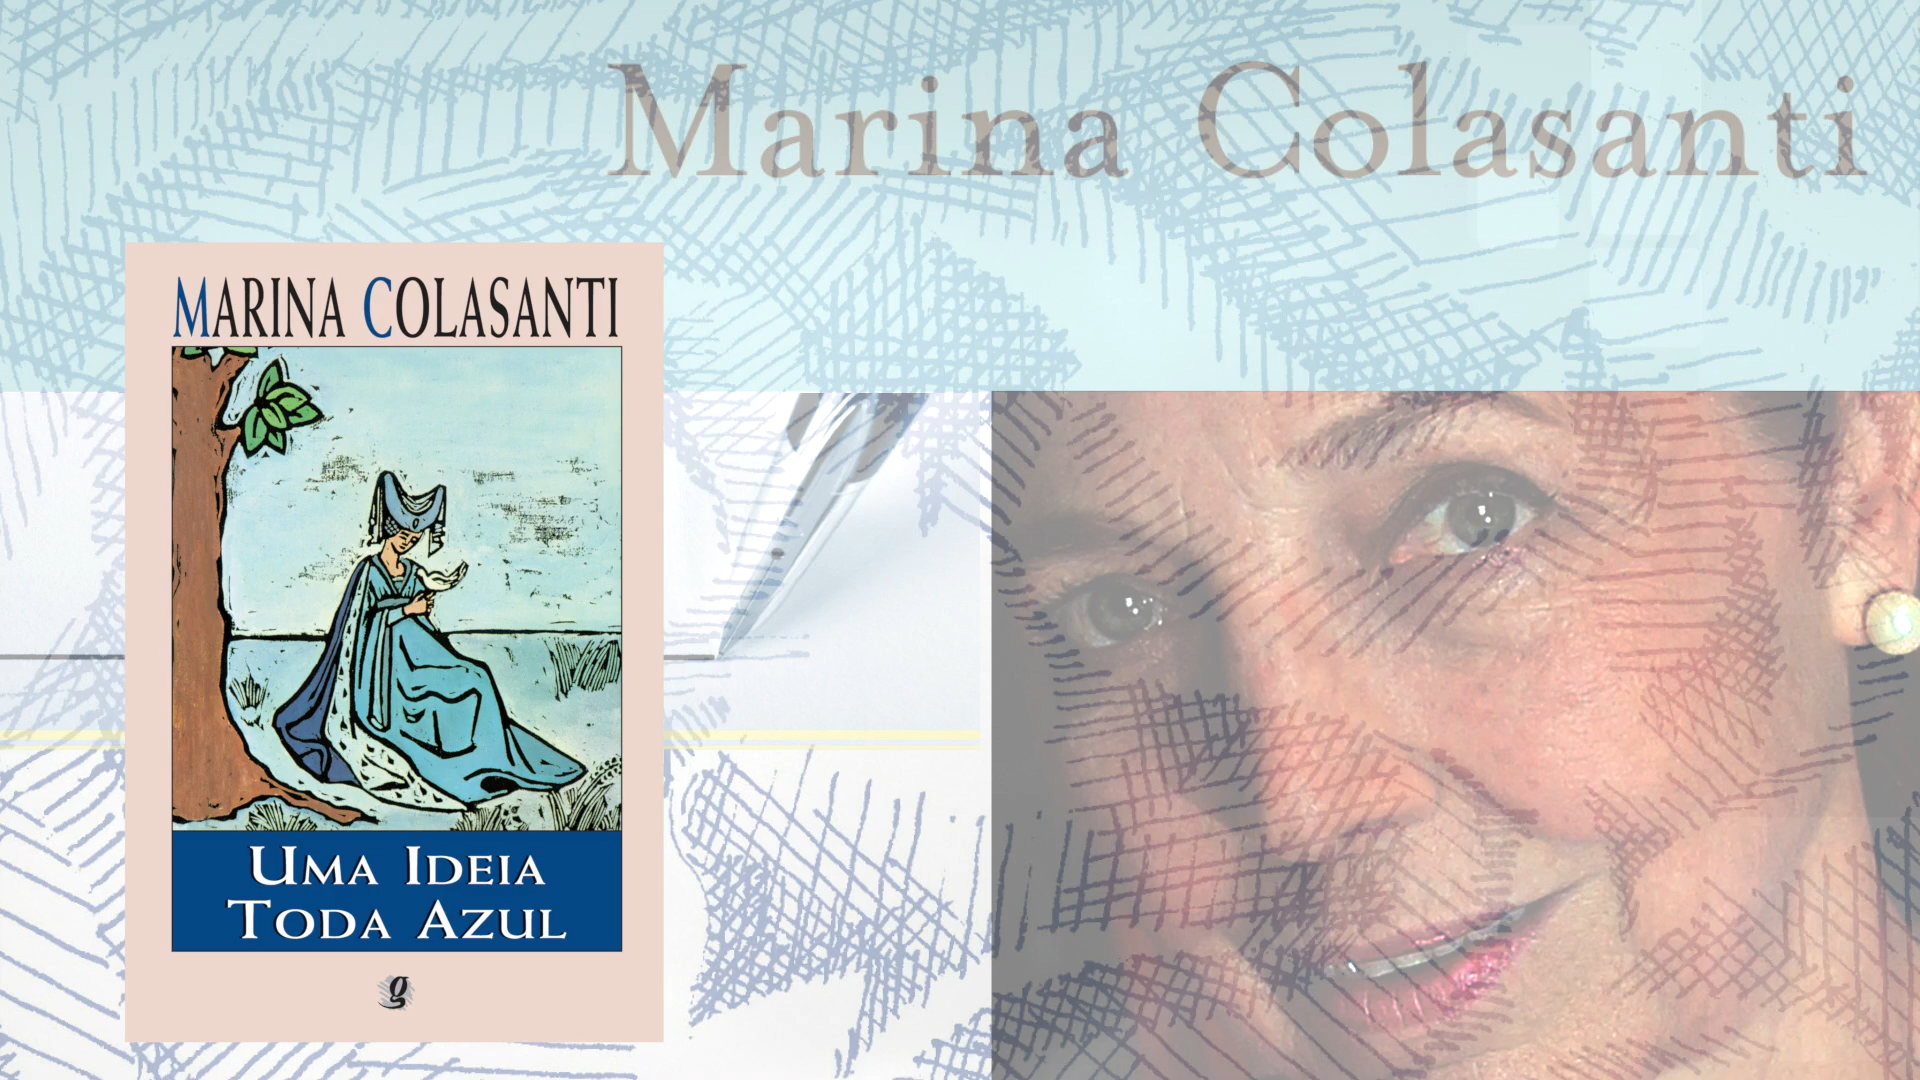 Marina Colasanti
MARINA COLASANTI
UMA IDEIA
TODA AZUL
g